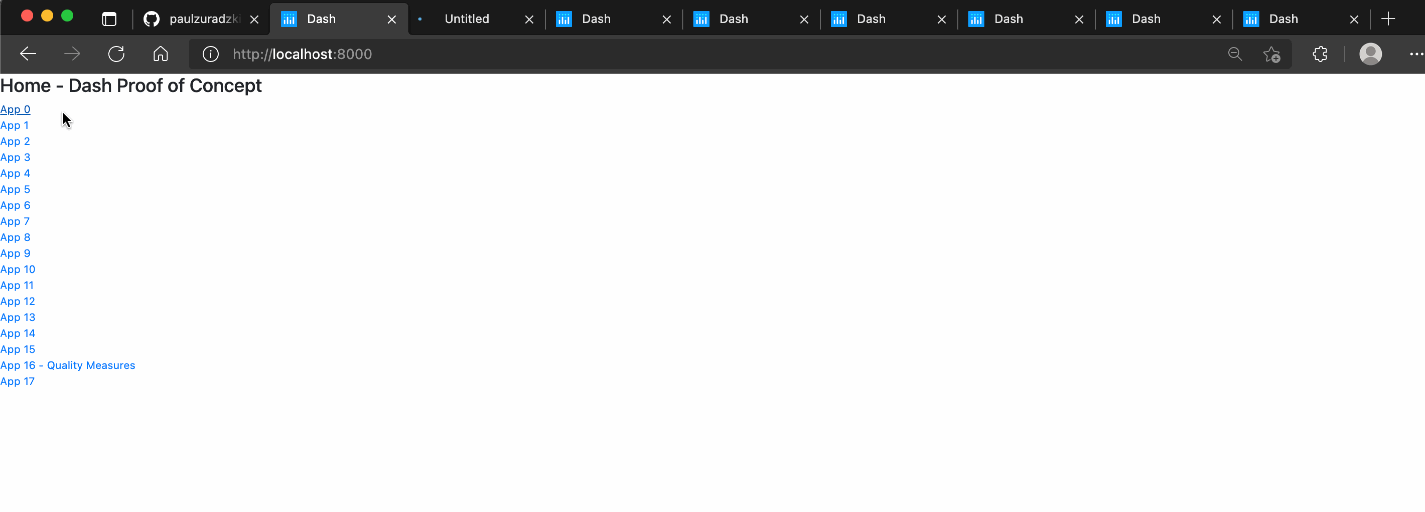 paulzuradzki
Dash
Untitled
Dash
Dash
Dash
Dash
Dash
Dash
http://localhost:8000
Home - Dash Proof of Concept
App 0
App 1
App 2
App 3
App 4
App 5
App 6
App 7
App 8
App 9
App 10
App 11
App 12
App 13
App 14
App 15
App 16 - Quality Measures
App 17